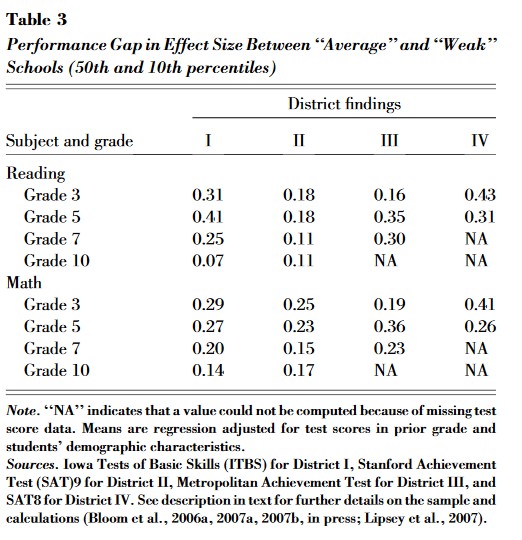 Table 3
Performance Gap in Effect Size Between “Average” and “Weak”
Schools (50th and 10th percentiles)
District findings
Subject and grade I II III IV
Reading
Grade 3 0.31 0.18 0.16 0.43
Grade 5 0.41 0.18 0.35 0.31
Grade 7 0.25 0.11 0.30 NA
Grade 10 0.07 0.11 NA NA
Math
Grade 3 0.29 0.25 0.19 0.41
Grade 5 0.27 0.23 0.36 0.26
Grade 7 0.20 0.15 0.23 NA
Grade 10 0.14 0.17 NA NA
Note. “NA” indicates that a value could not be computed because of missing test
score data. Means are regression adjusted for test scores in prior grade and
students’ demographic characteristics.
Sources. Iowa Tests of Basic Skills (ITBS) for District I, Stanford Achievement
Test (SAT)9 for District II, Metropolitan Achievement Test for District III, and
SAT8 for District IV. See description in text for further details on the sample and
calculations (Bloom et al., 2006a, 2007a, 2007b, in press; Lipsey et al., 2007).